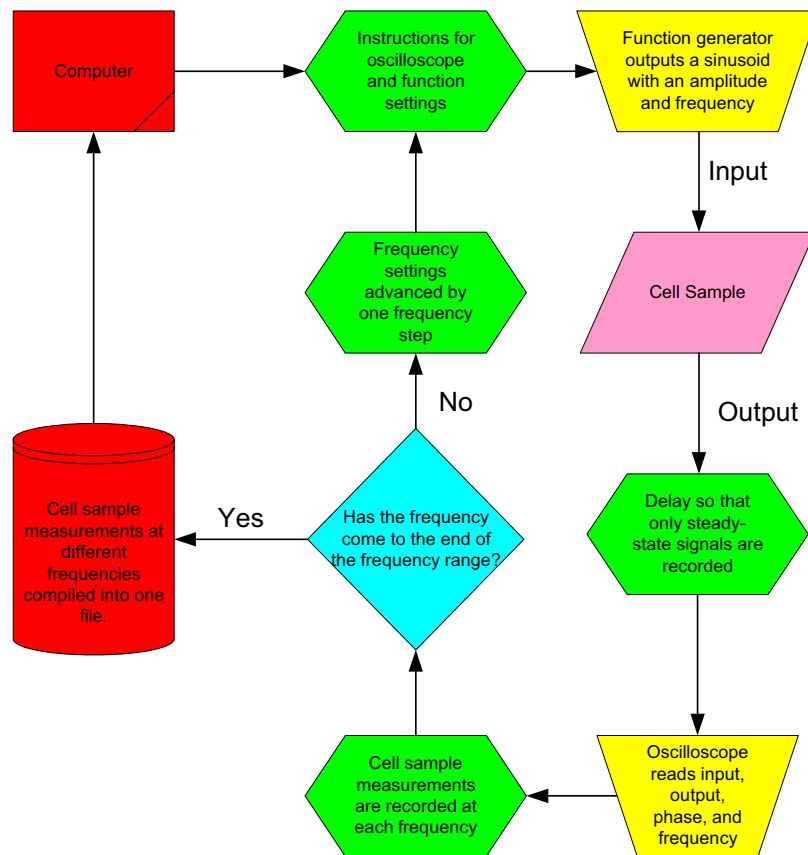 Computer
Instructions for
oscilloscope
and function
settings
Function generator
outputs a sinusoid
with an amplitude
and frequency
Input
Frequency
settings
advanced by
one frequency
step
Cell Sample
No
Output
Cell sample
measurements at
different
frequencies
compiled into one
file.
Yes
Has the frequency
come to the end of
the frequency range?
Delay so that
only steady-
state signals are
recorded
Cell sample
measurements
are recorded at
each frequency
Oscilloscope
reads input,
output,
phase, and
frequency